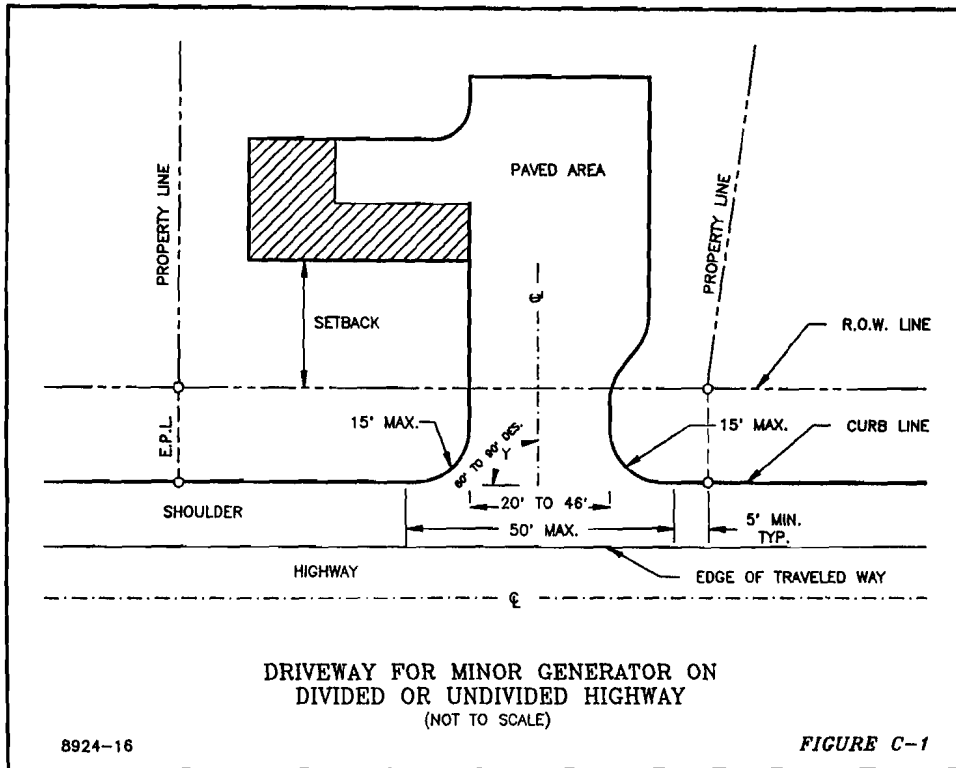 PROPERTY LINE
PAVED AREA
PROPERTY LINE
℄
SETBACK
R.O.W. LINE
E.P.L.
15' MAX.
60' TO 90' DES.
Y
15' MAX.
CURB LINE
SHOULDER
20' TO 46'
50' MAX.
5' MIN.
TYP.
HIGHWAY
EDGE OF TRAVELED WAY
℄
DRIVEWAY FOR MINOR GENERATOR ON
DIVIDED OR UNDIVIDED HIGHWAY
(NOT TO SCALE)
8924-16
FIGURE C-1